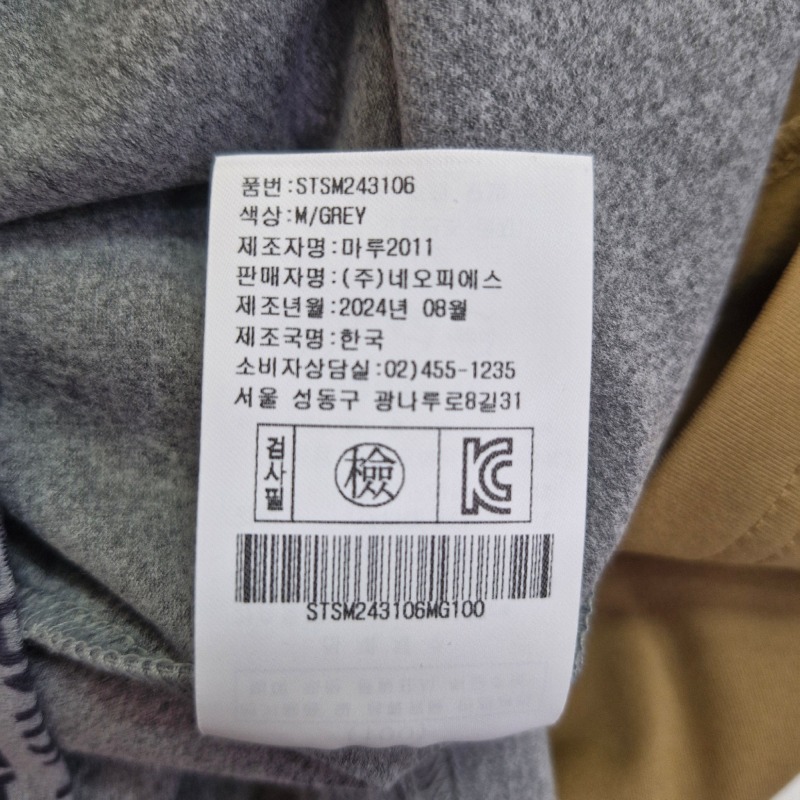 품번:STSM243106
색상:M/GREY
제조자명:마루2011
판매자명:(주)네오피에스
제조년월:2024년 08월
제조국명:한국
소비자상담실:02)455-1235
서울 성동구 광나루로8길31
검사필
檢
KC
STSM243106MG100